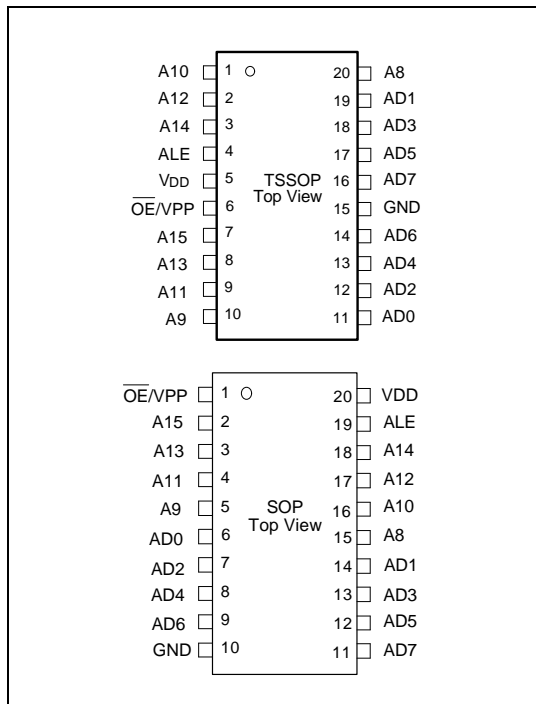 A10 1 20 A8
A12 2 19 AD1
A14 3 18 AD3
ALE 4 17 AD5
VDD 5 TSSOP 16 AD7
Top View
OE/VPP 6 15 GND
A15 7 14 AD6
A13 8 13 AD4
A11 9 12 AD2
A9 10 11 AD0
OE/VPP 1 20 VDD
A15 2 19 ALE
A13 3 18 A14
A11 4 17 A12
A9 5 SOP 16 A10
Top View
AD0 6 15 A8
AD2 7 14 AD1
AD4 8 13 AD3
AD6 9 12 AD5
GND 10 11 AD7